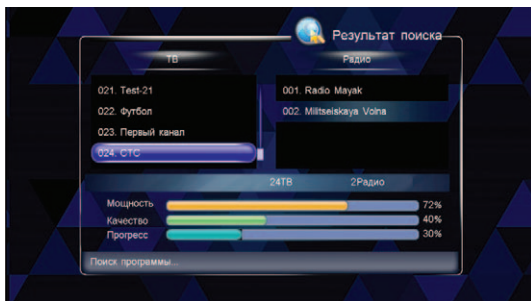 Результат поиска
ТВ Радио
021. Test-21
022. Футбол
023. Первый канал
024. СТС
001. Radio Mayak
002. Militseiskaya Volna
24ТВ 2Радио
Мощность 72%
Качество 40%
Прогресс 30%
Поиск программы...